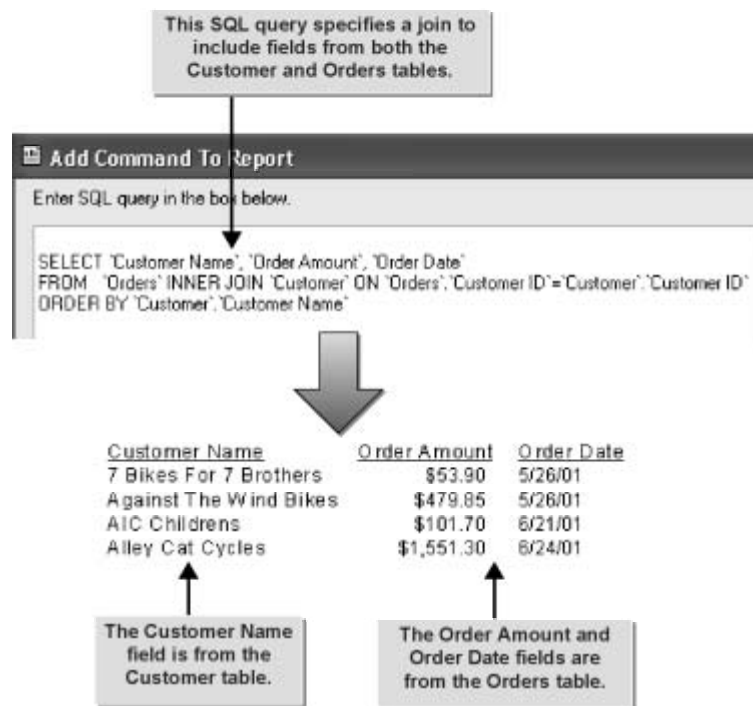 This SQL query specifies a join to
include fields from both the
Customer and Orders tables.
Add Command To Report
Enter SQL query in the box below.
SELECT `Customer Name`, `Order Amount`, `Order Date`
FROM `Orders` INNER JOIN `Customer` ON `Orders`.`Customer ID`=`Customer`.`Customer ID`
ORDER BY `Customer`.`Customer Name`
Customer Name Order Amount Order Date
7 Bikes For 7 Brothers $53.90 5/26/01
Against The Wind Bikes $479.85 5/26/01
AIC Childrens $101.70 6/21/01
Alley Cat Cycles $1,551.30 6/24/01
The Customer Name
field is from the
Customer table.
The Order Amount and
Order Date fields are
from the Orders table.